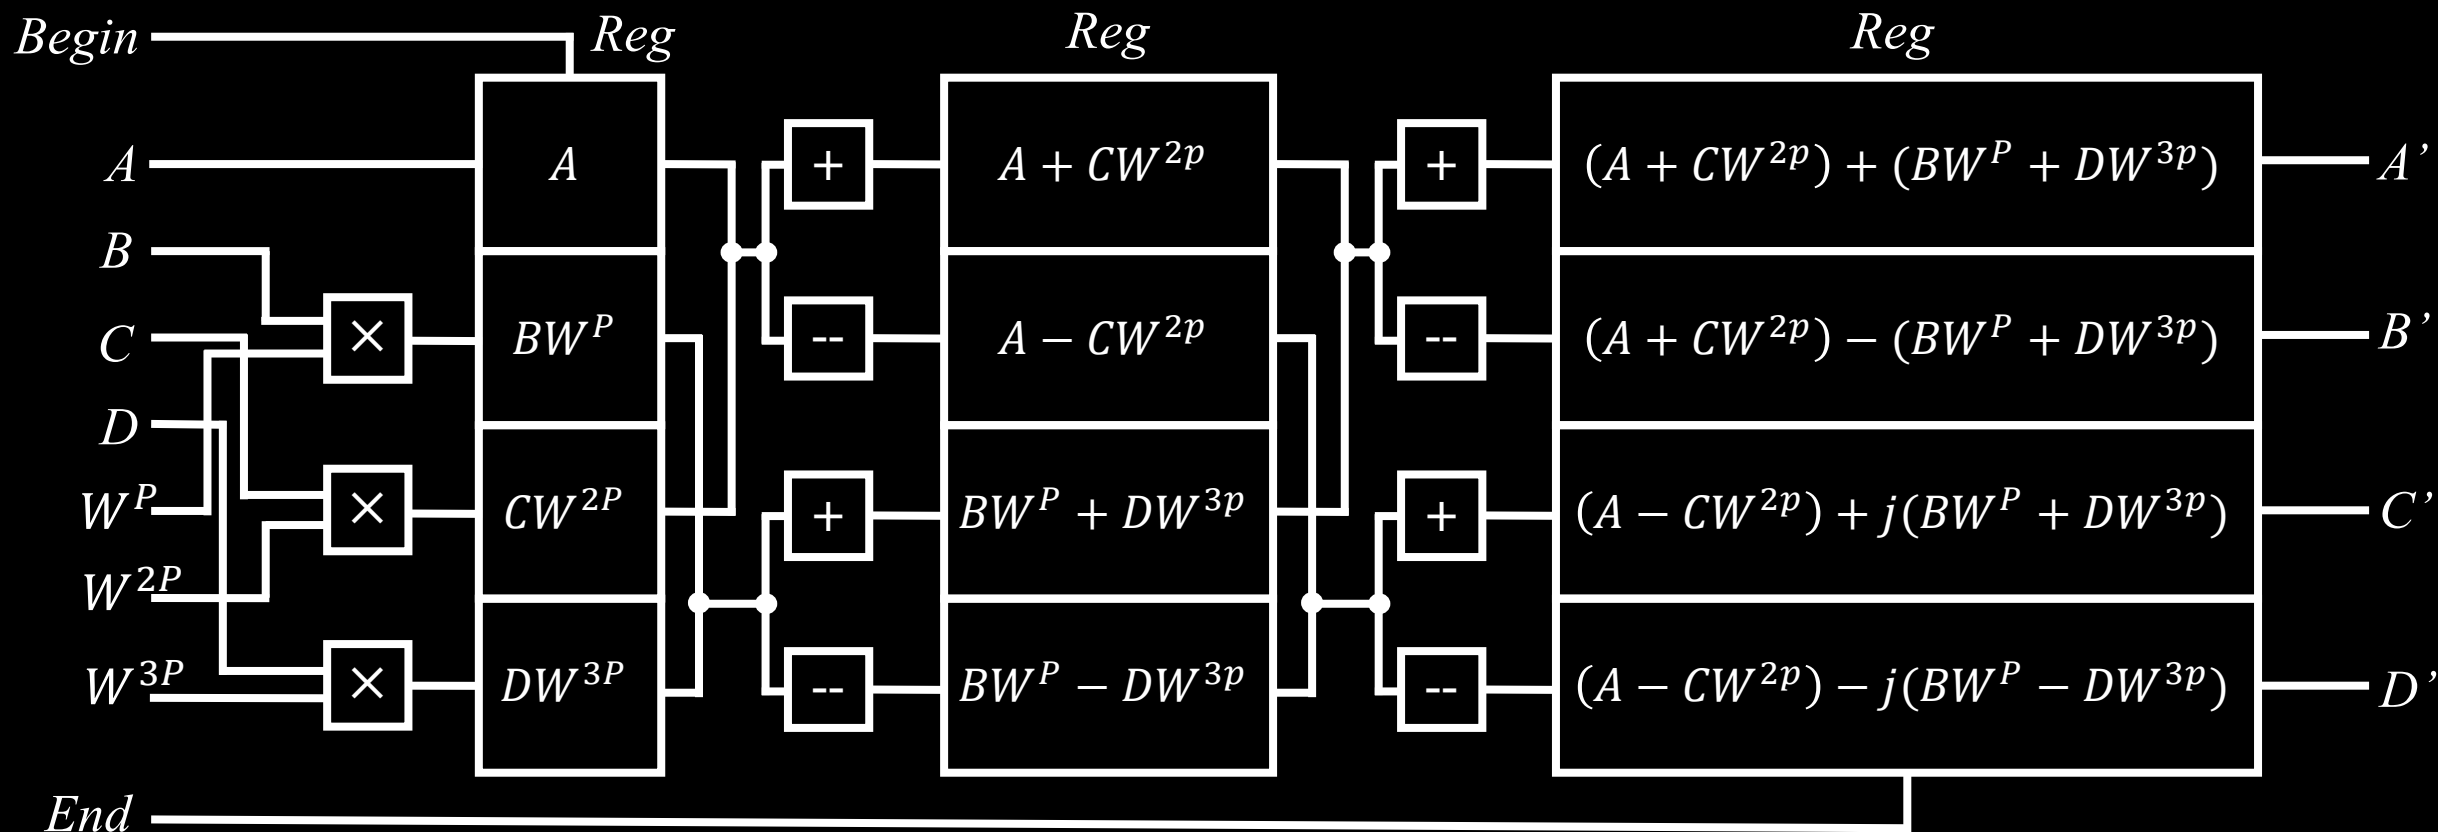 Begin
Reg
Reg
Reg
A
A
+
A + CW^{2p}
+
(A + CW^{2p}) + (BW^P + DW^{3p})
A’
B
×
BW^P
--
A − CW^{2p}
--
(A + CW^{2p}) − (BW^P + DW^{3p})
B’
C
D
W^P
×
CW^{2P}
+
BW^P + DW^{3p}
+
(A − CW^{2p}) + j(BW^P + DW^{3p})
C’
W^{2P}
W^{3P}
×
DW^{3P}
--
BW^P − DW^{3p}
--
(A − CW^{2p}) − j(BW^P − DW^{3p})
D’
End